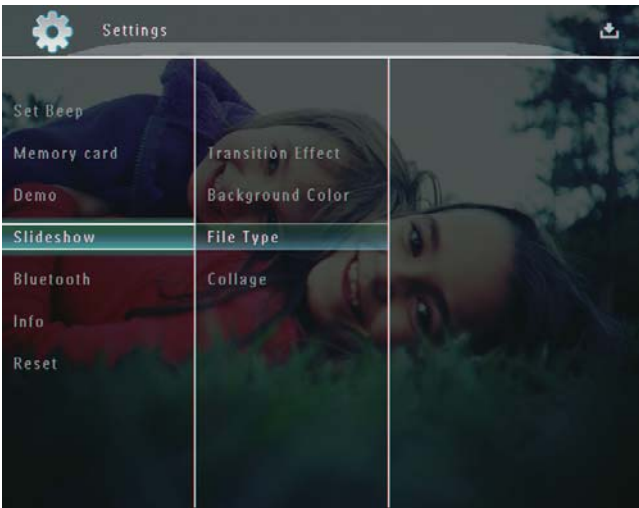 Settings
Set Beep
Memory card
Demo
Slideshow
Bluetooth
Info
Reset
Transition Effect
Background Color
File Type
Collage